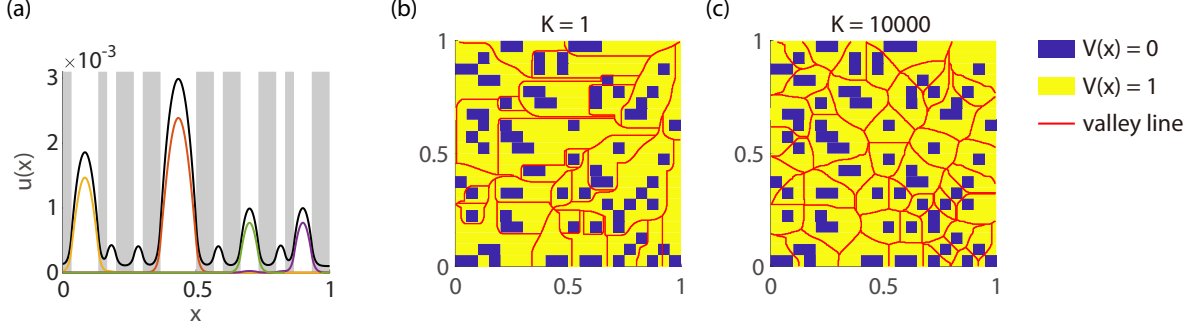 (a)
×10⁻³
3
2
1
0
u(x)
0
0.5
1
x
(b)
K = 1
1
0.5
0
0
0.5
1
(c)
K = 10000
1
0.5
0
0
0.5
1
V(x) = 0
V(x) = 1
valley line